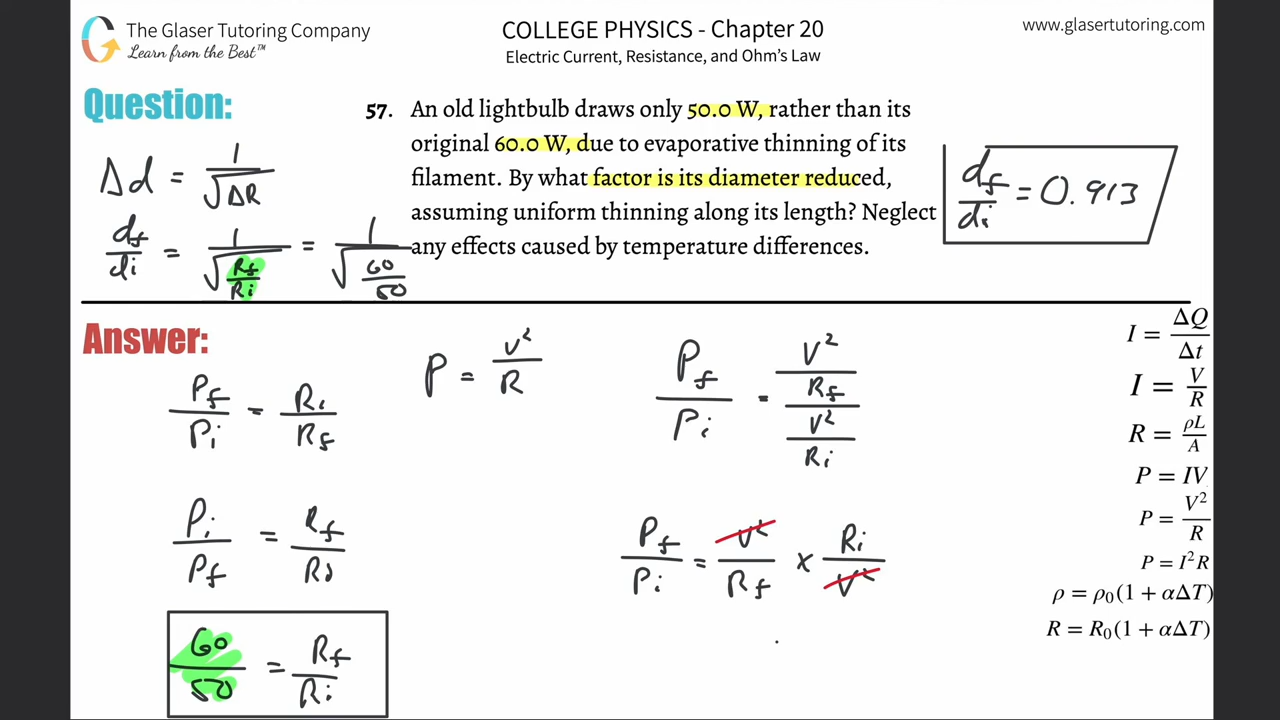 The Glaser Tutoring Company
Learn from the Best™
COLLEGE PHYSICS - Chapter 20
Electric Current, Resistance, and Ohm's Law
www.glasertutoring.com
Question:
57. An old lightbulb draws only 50.0 W, rather than its
original 60.0 W, due to evaporative thinning of its
filament. By what factor is its diameter reduced,
assuming uniform thinning along its length? Neglect
any effects caused by temperature differences.
Δd = 1/√ΔR
df/di = 1/√(Rf/Ri) = 1/√(60/50)
df/di = 0.913
Answer:
Pf/Pi = Ri/Rf
P = V²/R
Pf/Pi = (V²/Rf)/(V²/Ri)
Pi/Pf = Rf/Ri
Pf/Pi = V²/Rf × Ri/V²
60/50 = Rf/Ri
I = ΔQ/Δt
I = V/R
R = ρL/A
P = IV
P = V²/R
P = I²R
ρ = ρ₀(1 + αΔT)
R = R₀(1 + αΔT)